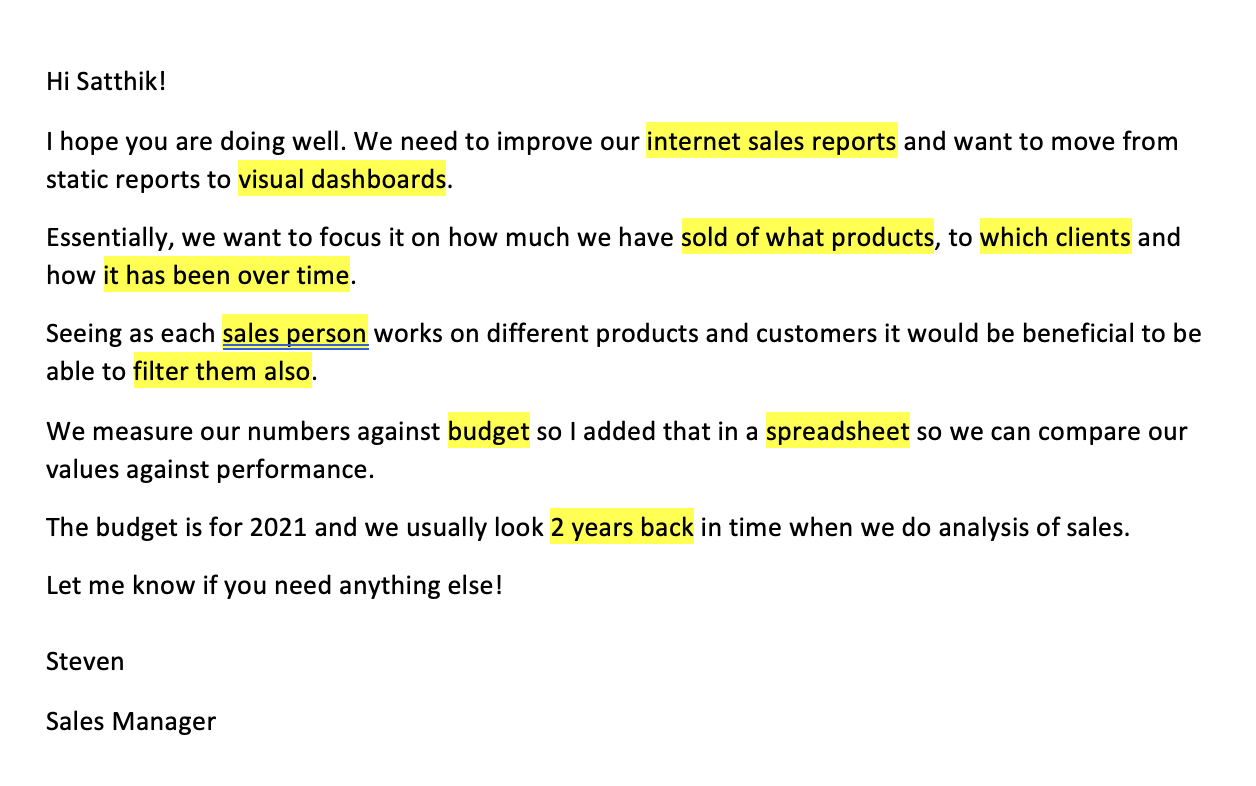 Hi Satthik!
I hope you are doing well. We need to improve our internet sales reports and want to move from
static reports to visual dashboards.
Essentially, we want to focus it on how much we have sold of what products, to which clients and
how it has been over time.
Seeing as each sales person works on different products and customers it would be beneficial to be
able to filter them also.
We measure our numbers against budget so I added that in a spreadsheet so we can compare our
values against performance.
The budget is for 2021 and we usually look 2 years back in time when we do analysis of sales.
Let me know if you need anything else!
Steven
Sales Manager